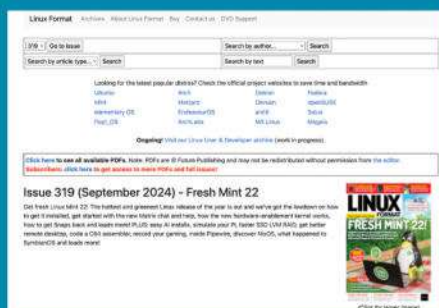 Linux Format Archives About Linux Format Buy Contact us DVD Support
319 Go to Issue Search by author... Search
Search by article type... Search Search by text Search
Looking for the latest popular distros? Check the official project websites to save time and bandwidth
Ubuntu Arch Debian Fedora
Mint Manjaro Devuan openSUSE
elementary OS EndeavourOS antiX Solus
Pop!_OS ArchLabs MX Linux Mageia
Ongoing! Visit our Linux User & Developer archive (work in progress).
Click here to see all available PDFs. Note: PDFs are © Future Publishing and may not be redistributed without permission from the editor.
Subscribers: click here to get access to more PDFs and full issues!
Issue 319 (September 2024) - Fresh Mint 22
Get fresh Linux Mint 22: The hottest and greenest Linux release of the year is out and we've got the lowdown on how to get it installed, get started with the new Matrix chat and help, how the new hardware-enablement kernel works,
how to get Snaps back and learn more! PLUS: easy AI installs, simulate your Pi, faster SSD LVM RAID, get better
remote desktop, code a C64 assembler, record your gaming, inside Pipewire, discover NixOS, what happened to
SymbianOS and loads more!
LINUX
FORMAT
FRESH MINT 22!
(Click for larger image)